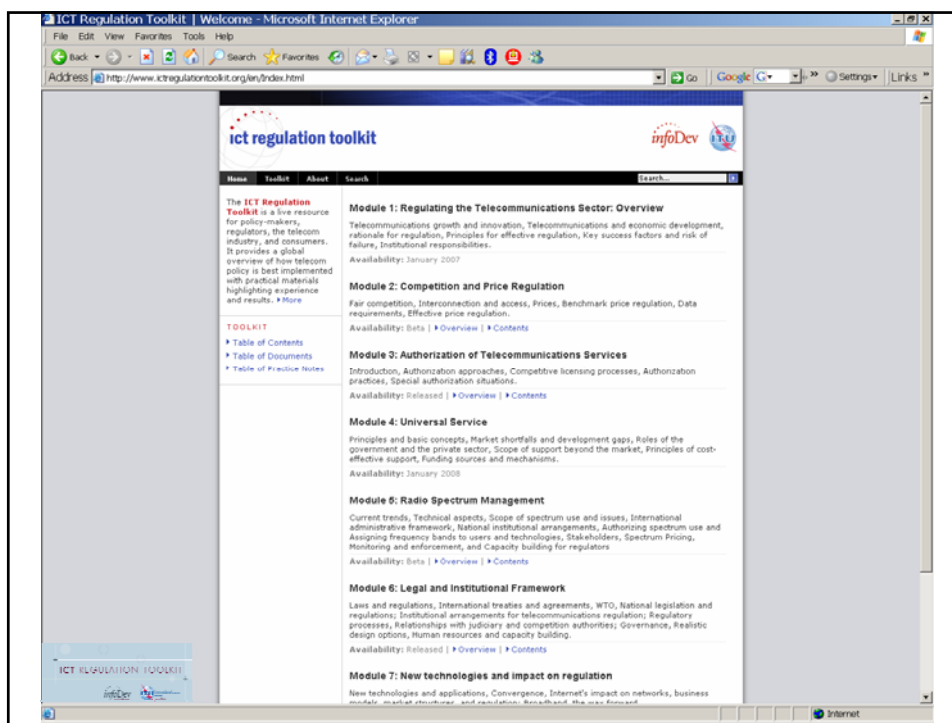 ICT Regulation Toolkit | Welcome - Microsoft Internet Explorer
File Edit View Favorites Tools Help
Back Search Favorites
Address http://www.ictregulationtoolkit.org/en/Index.html Go Google G Settings Links »
ict regulation toolkit
infoDev ITU
Home Toolkit About Search Search...
The ICT Regulation
Toolkit is a live resource
for policy-makers,
regulators, the telecom
industry, and consumers.
It provides a global
overview of how telecom
policy is best implemented
with practical materials
highlighting experience
and results. More
TOOLKIT
Table of Contents
Table of Documents
Table of Practice Notes
Module 1: Regulating the Telecommunications Sector: Overview
Telecommunications growth and innovation, Telecommunications and economic development,
rationale for regulation, Principles for effective regulation, Key success factors and risk of
failure, Institutional responsibilities.
Availability: January 2007
Module 2: Competition and Price Regulation
Fair competition, Interconnection and access, Prices, Benchmark price regulation, Data
requirements, Effective price regulation.
Availability: Beta | Overview | Contents
Module 3: Authorization of Telecommunications Services
Introduction, Authorization approaches, Competitive licensing processes, Authorization
practices, Special authorization situations.
Availability: Released | Overview | Contents
Module 4: Universal Service
Principles and basic concepts, Market shortfalls and development gaps, Roles of the
government and the private sector, Scope of support beyond the market, Principles of cost-
effective support, Funding sources and mechanisms.
Availability: January 2008
Module 5: Radio Spectrum Management
Current trends, Technical aspects, Scope of spectrum use and issues, International
administrative framework, National institutional arrangements, Authorizing spectrum use and
Assigning frequency bands to users and technologies, Stakeholders, Spectrum Pricing,
Monitoring and enforcement, and Capacity building for regulators
Availability: Beta | Overview | Contents
Module 6: Legal and Institutional Framework
Laws and regulations, International treaties and agreements, WTO, National legislation and
regulations; Institutional arrangements for telecommunications regulation; Regulatory
processes, Relationships with judiciary and competition authorities; Governance, Realistic
design options, Human resources and capacity building.
Availability: Released | Overview | Contents
Module 7: New technologies and impact on regulation
New technologies and applications, Convergence, Internet's impact on networks, business
models, market structures, and regulation; Broadband, the way forward
ICT REGULATION TOOLKIT
infoDev
Internet